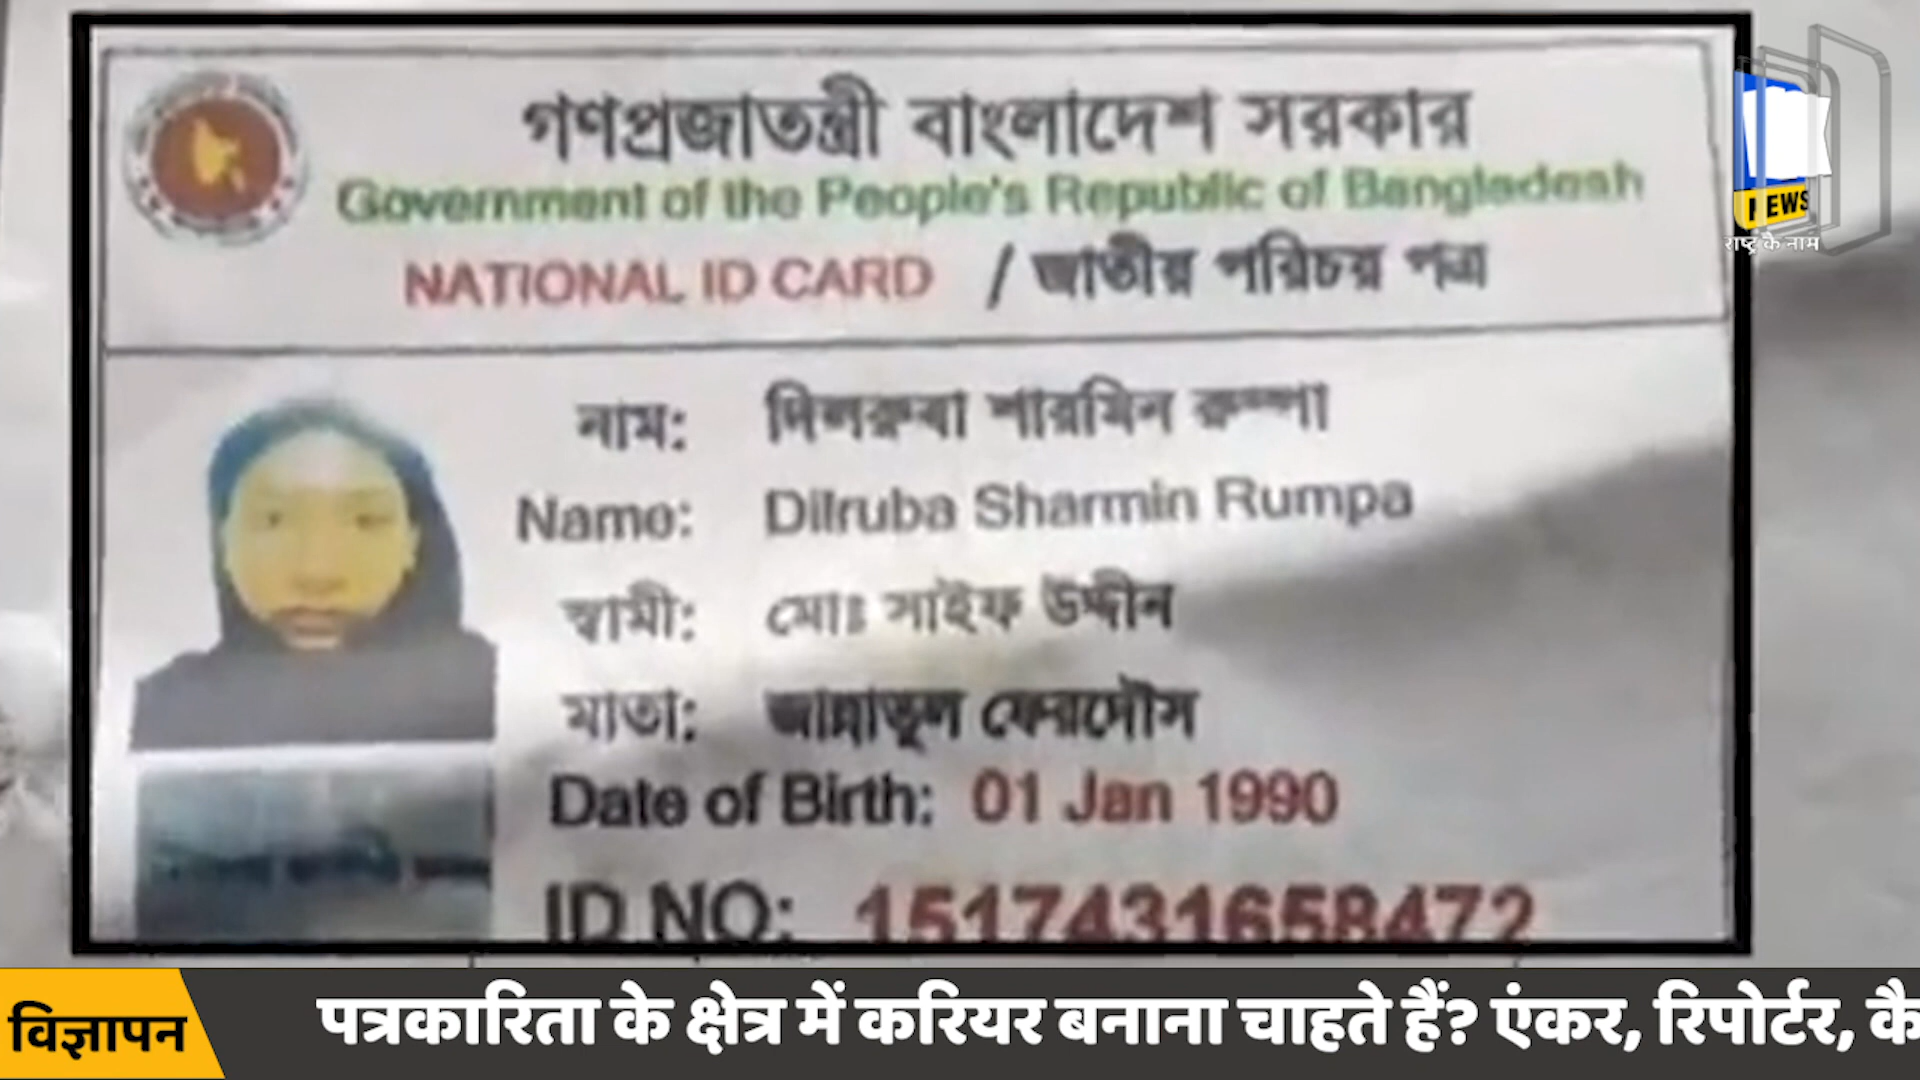 গণপ্রজাতন্ত্রী বাংলাদেশ সরকার
Government of the People's Republic of Bangladesh
NATIONAL ID CARD / জাতীয় পরিচয় পত্র
নাম: দিলরুবা শারমিন রুম্পা
Name: Dilruba Sharmin Rumpa
স্বামী: মোঃ সাইফ উদ্দীন
মাতা: জান্নাতুল ফেরদৌস
Date of Birth: 01 Jan 1990
ID NO: 1517431658472
NEWS
राष्ट्र के नाम
विज्ञापन
पत्रकारिता के क्षेत्र में करियर बनाना चाहते हैं? एंकर, रिपोर्टर, कै